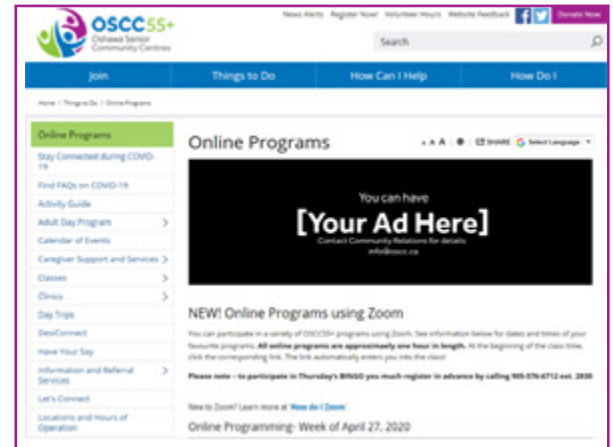 OSCC55+
Oshawa Senior
Community Centres
News Alerts Register Now! Volunteer Hours Website Feedback Donate Now
Search
Join Things to Do How Can I Help How Do I
Home / Things to Do / Online Programs
Online Programs
Stay Connected during COVID-
19
Find FAQs on COVID-19
Activity Guide
Adult Day Program
Calendar of Events
Caregiver Support and Services
Classes
Clinics
Day Trips
DesiConnect
Have Your Say
Information and Referral
Services
Let's Connect
Locations and Hours of
Operation
Online Programs
A A A SHARE Select Language
You can have
[Your Ad Here]
Contact Community Relations for details
info@oscc.ca
NEW! Online Programs using Zoom
You can participate in a variety of OSCC55+ programs using Zoom. See information below for dates and times of your
favourite programs. All online programs are approximately one hour in length. At the beginning of the class time,
click the corresponding link. The link automatically enters you into the class!
Please note - to participate in Thursday's BINGO you much register in advance by calling 905-576-6712 ext. 2830
New to Zoom? Learn more at 'How do I Zoom'.
Online Programming- Week of April 27, 2020